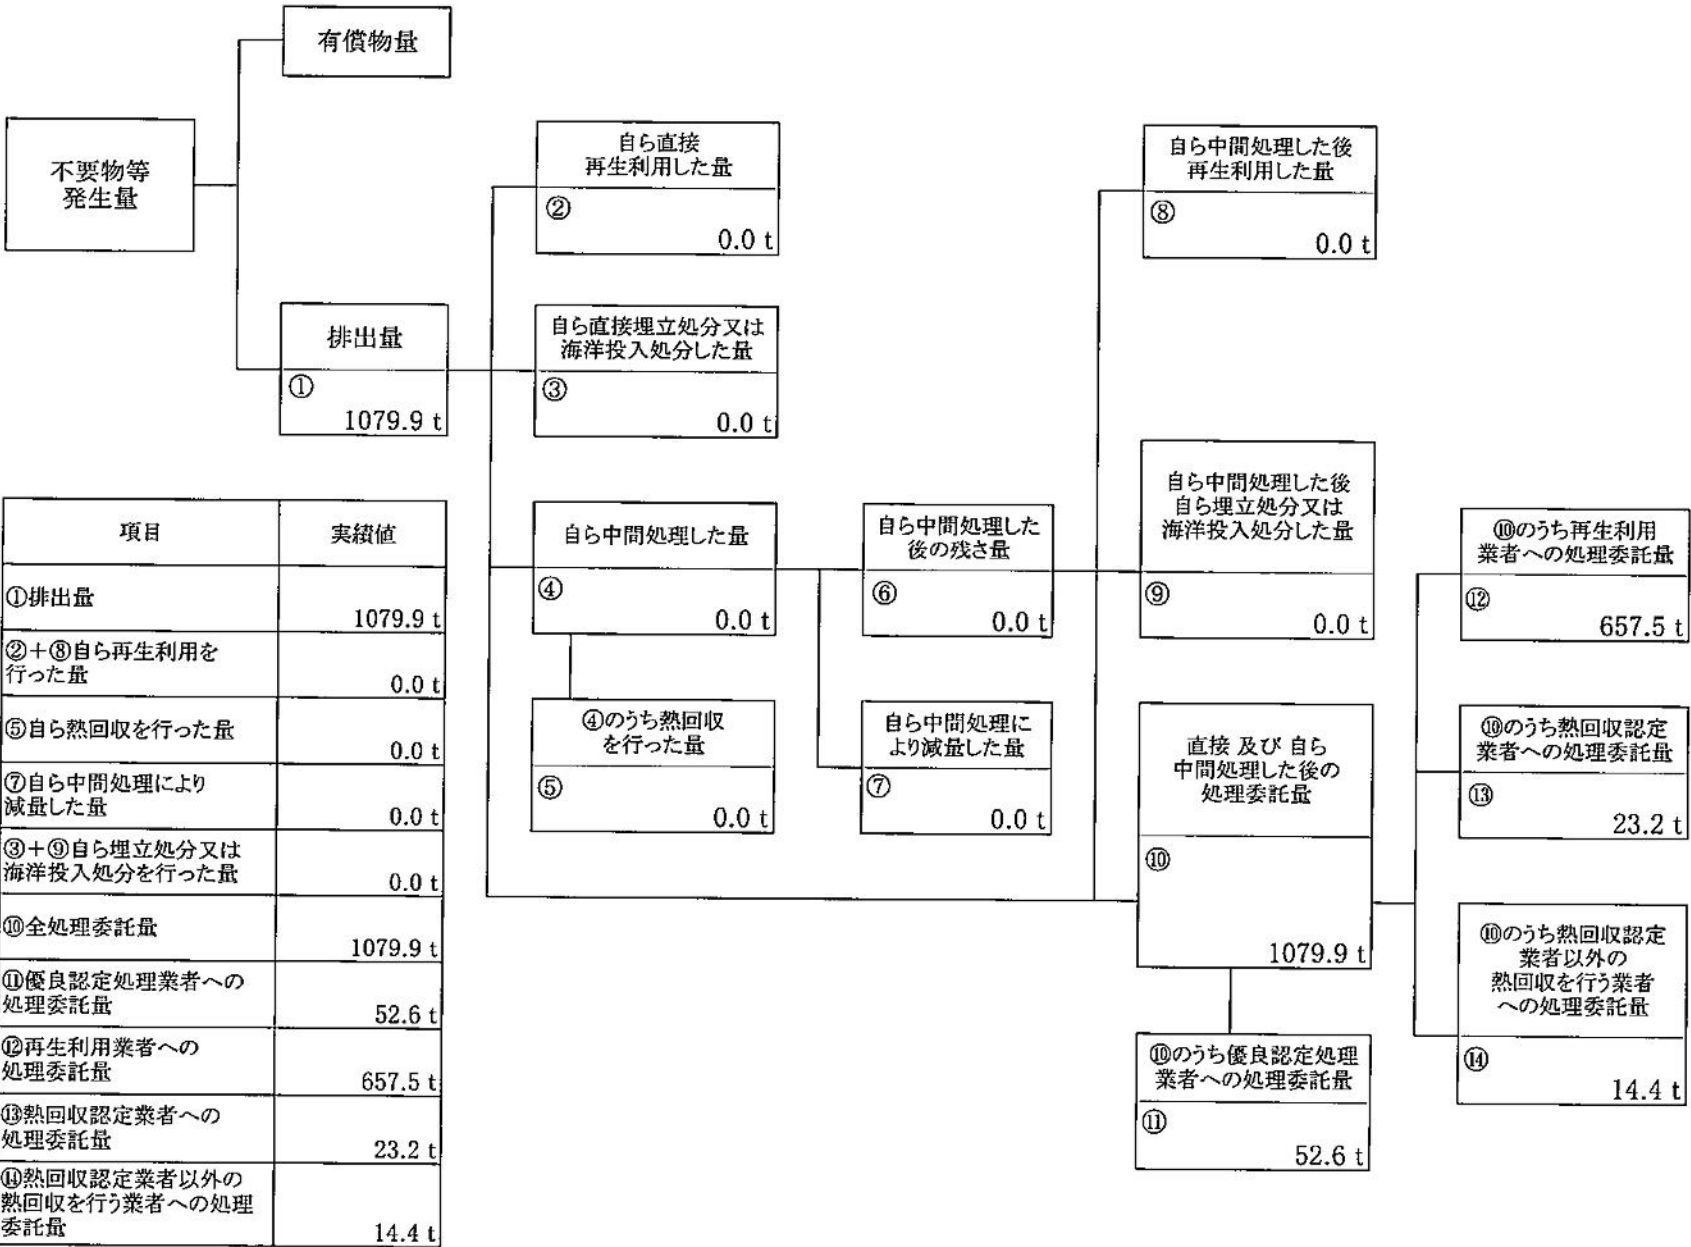 有償物量
不要物等
発生量
排出量
①
1079.9 t
自ら直接
再生利用した量
②
0.0 t
自ら直接埋立処分又は
海洋投入処分した量
③
0.0 t
自ら中間処理した量
④
0.0 t
④のうち熱回収
を行った量
⑤
0.0 t
自ら中間処理した
後の残さ量
⑥
0.0 t
自ら中間処理に
より減量した量
⑦
0.0 t
自ら中間処理した後
再生利用した量
⑧
0.0 t
自ら中間処理した後
自ら埋立処分又は
海洋投入処分した量
⑨
0.0 t
直接 及び 自ら
中間処理した後の
処理委託量
⑩
1079.9 t
⑩のうち優良認定処理
業者への処理委託量
⑪
52.6 t
⑩のうち再生利用
業者への処理委託量
⑫
657.5 t
⑩のうち熱回収認定
業者への処理委託量
⑬
23.2 t
⑩のうち熱回収認定
業者以外の
熱回収を行う業者
への処理委託量
⑭
14.4 t
項目 実績値
①排出量
1079.9 t
②+⑧自ら再生利用を
行った量
0.0 t
⑤自ら熱回収を行った量
0.0 t
⑦自ら中間処理により
減量した量
0.0 t
③+⑨自ら埋立処分又は
海洋投入処分を行った量
0.0 t
⑩全処理委託量
1079.9 t
⑪優良認定処理業者への
処理委託量
52.6 t
⑫再生利用業者への
処理委託量
657.5 t
⑬熱回収認定業者への
処理委託量
23.2 t
⑭熱回収認定業者以外の
熱回収を行う業者への処理
委託量
14.4 t